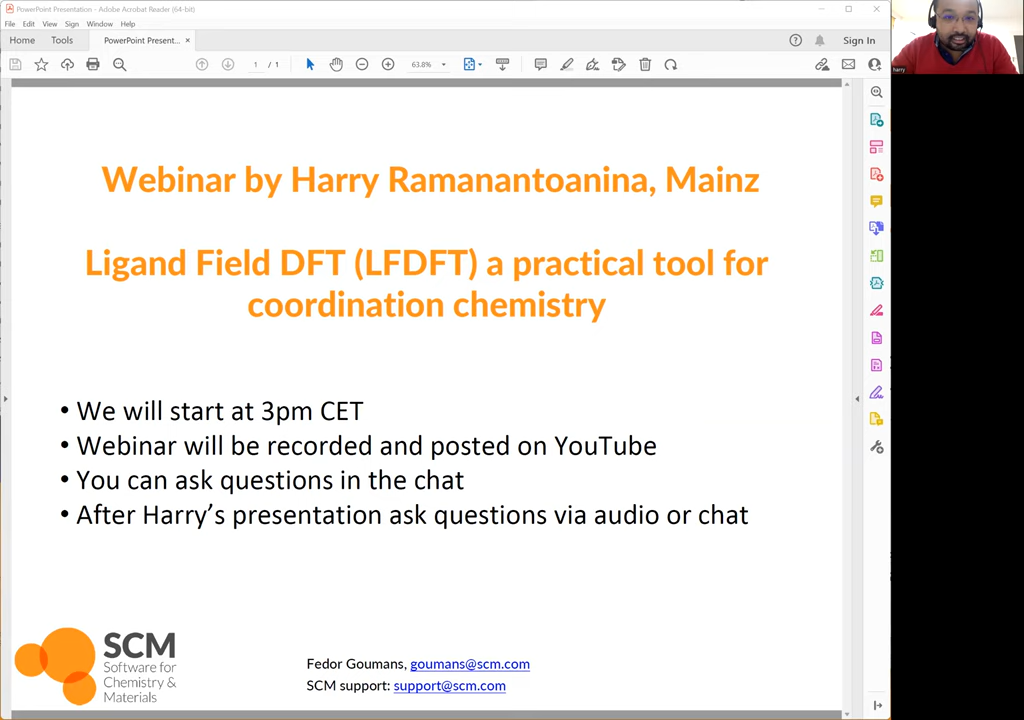 PowerPoint Presentation - Adobe Acrobat Reader (64-bit)
File Edit View Sign Window Help
Home Tools PowerPoint Present... × Sign In
1 / 1 63.8%
harry
Webinar by Harry Ramanantoanina, Mainz
Ligand Field DFT (LFDFT) a practical tool for
coordination chemistry
• We will start at 3pm CET
• Webinar will be recorded and posted on YouTube
• You can ask questions in the chat
• After Harry’s presentation ask questions via audio or chat
SCM
Software for
Chemistry &
Materials
Fedor Goumans, goumans@scm.com
SCM support: support@scm.com